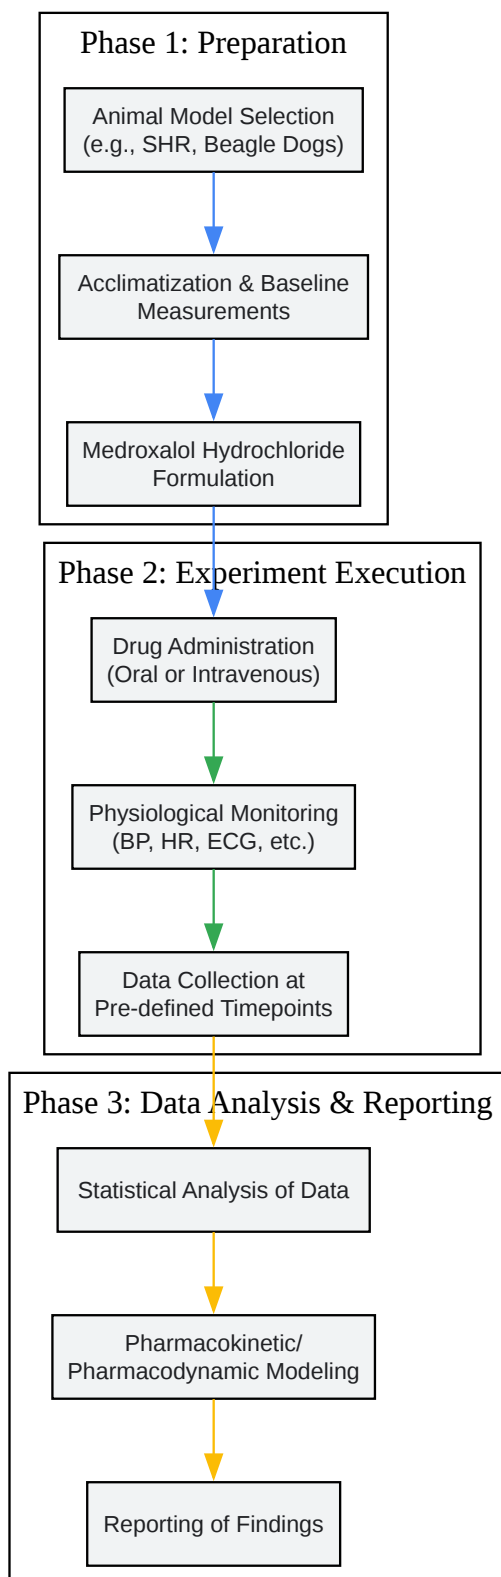 Phase 1: Preparation
Animal Model Selection
(e.g., SHR, Beagle Dogs)
Acclimatization & Baseline
Measurements
Medroxalol Hydrochloride
Formulation
Phase 2: Experiment Execution
Drug Administration
(Oral or Intravenous)
Physiological Monitoring
(BP, HR, ECG, etc.)
Data Collection at
Pre-defined Timepoints
Phase 3: Data Analysis & Reporting
Statistical Analysis of Data
Pharmacokinetic/
Pharmacodynamic Modeling
Reporting of Findings